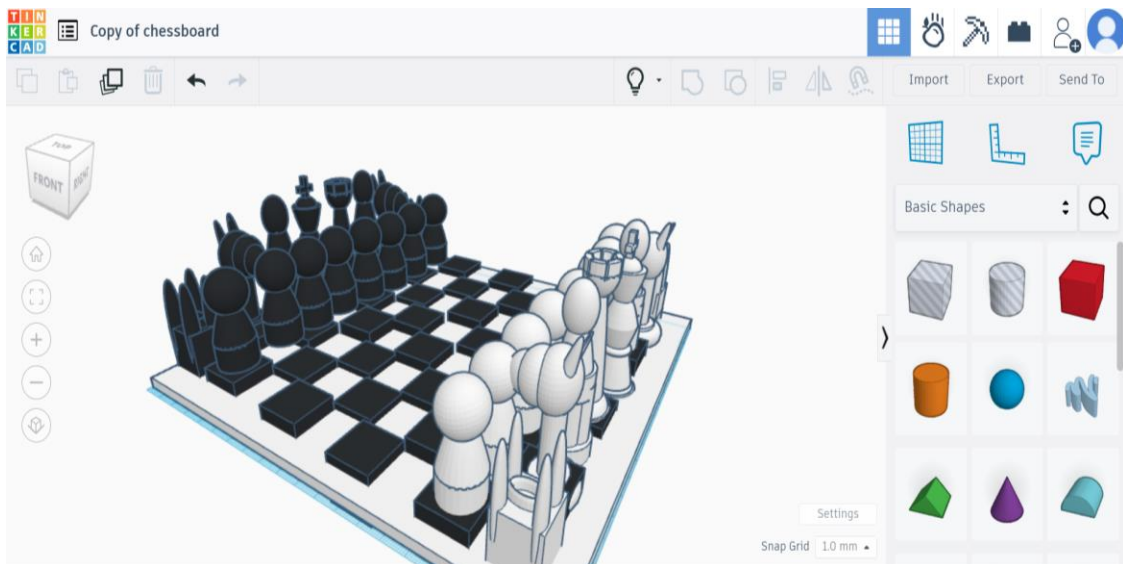 TIN
KER
CAD
Copy of chessboard
Import Export Send To
TOP
FRONT RIGHT
Basic Shapes
Settings
Snap Grid 1.0 mm